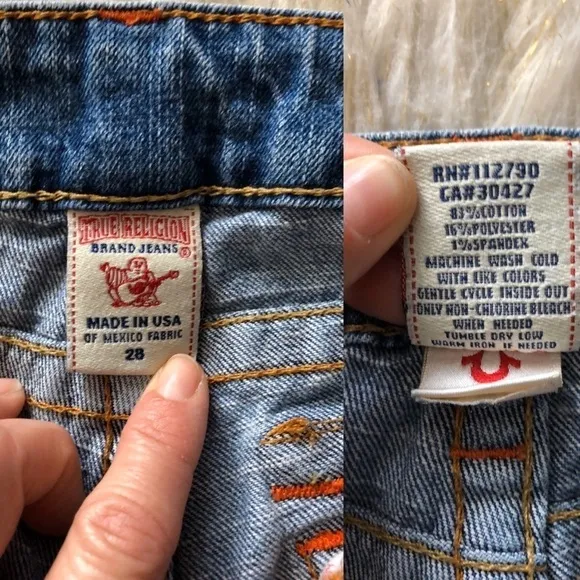 TRUE RELIGION
BRAND JEANS
MADE IN USA
OF MEXICO FABRIC
28
RN#112790
CA#30427
83%COTTON
16%POLYESTER
1%SPANDEX
MACHINE WASH COLD
WITH LIKE COLORS
GENTLE CYCLE INSIDE OUT
ONLY NON-CHLORINE BLEACH
WHEN NEEDED
TUMBLE DRY LOW
WARM IRON IF NEEDED